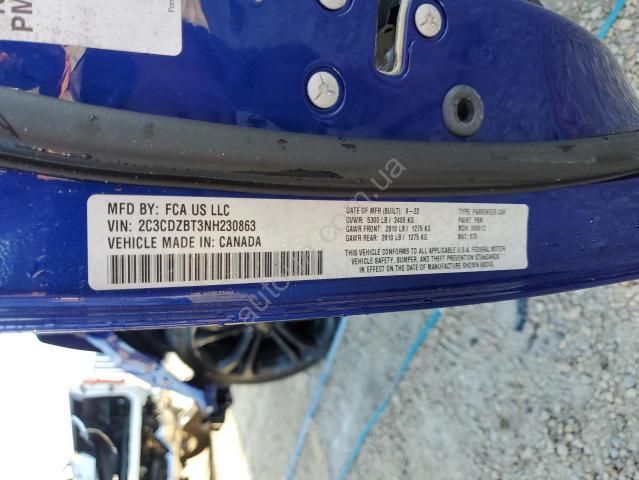 MFD BY: FCA US LLC
VIN: 2C3CDZBT3NH230863
VEHICLE MADE IN: CANADA
DATE OF MFR (BUILT): 9-22
GVWR: 5300 LB / 2405 KG
GAWR FRONT: 2810 LB / 1275 KG
GAWR REAR: 2810 LB / 1275 KG
TYPE: PASSENGER CAR
PAINT: PBM
MDH:
THIS VEHICLE CONFORMS TO ALL APPLICABLE U.S.A. FEDERAL MOTOR
VEHICLE SAFETY, BUMPER, AND THEFT PREVENTION STANDARDS
IN EFFECT ON THE DATE OF MANUFACTURE SHOWN ABOVE.
PM